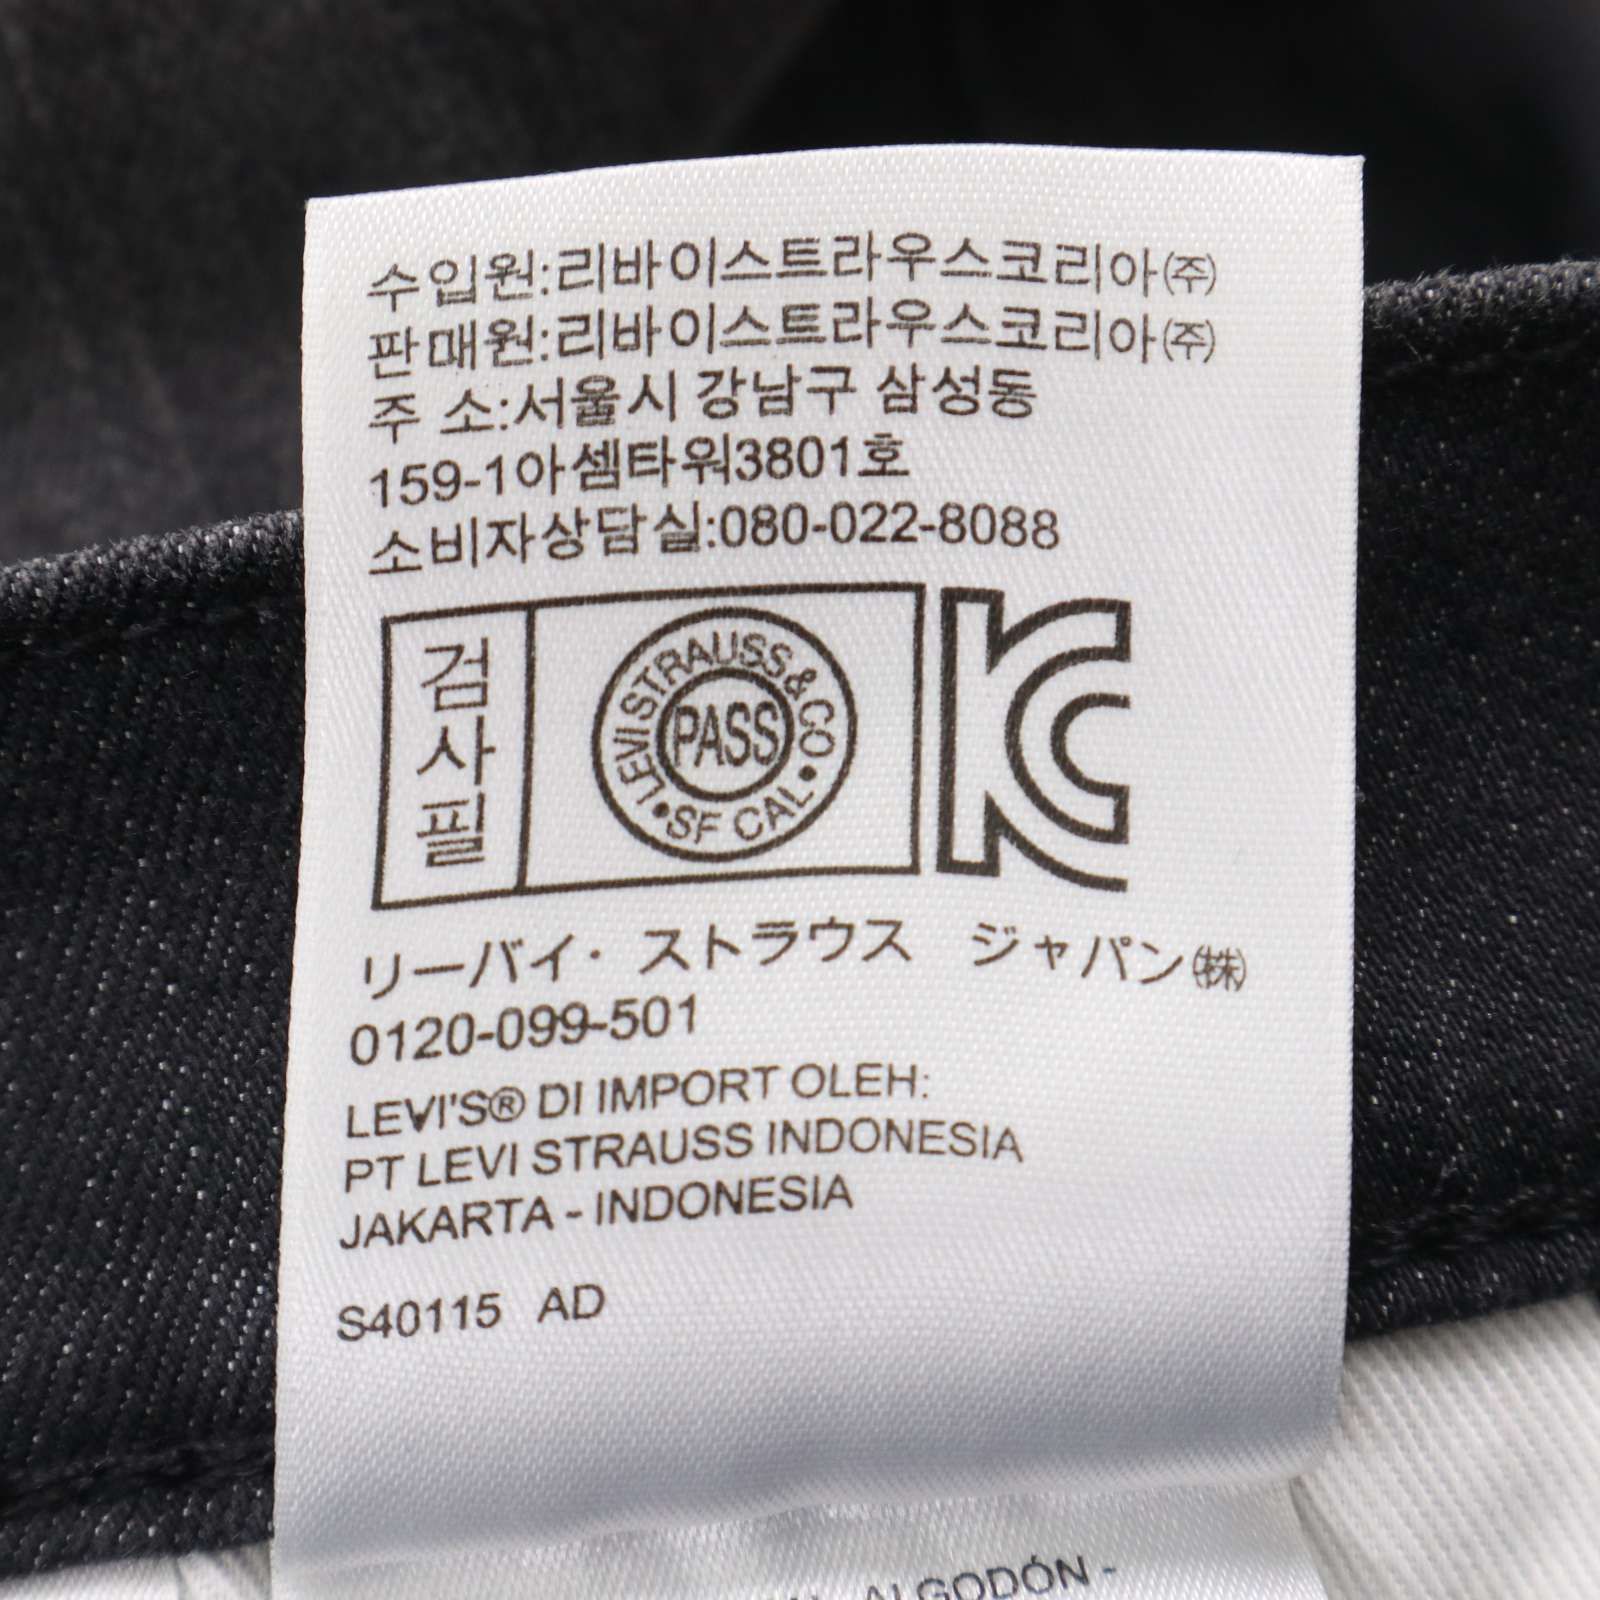 수입원:리바이스트라우스코리아㈜
판매원:리바이스트라우스코리아㈜
주 소:서울시 강남구 삼성동
159-1아셈타워3801호
소비자상담실:080-022-8088
검사필
LEVI STRAUSS & CO • SF CAL •
PASS
KC
リーバイ・ストラウス ジャパン㈱
0120-099-501
LEVI'S® DI IMPORT OLEH:
PT LEVI STRAUSS INDONESIA
JAKARTA - INDONESIA
S40115 AD
ALGODÓN -